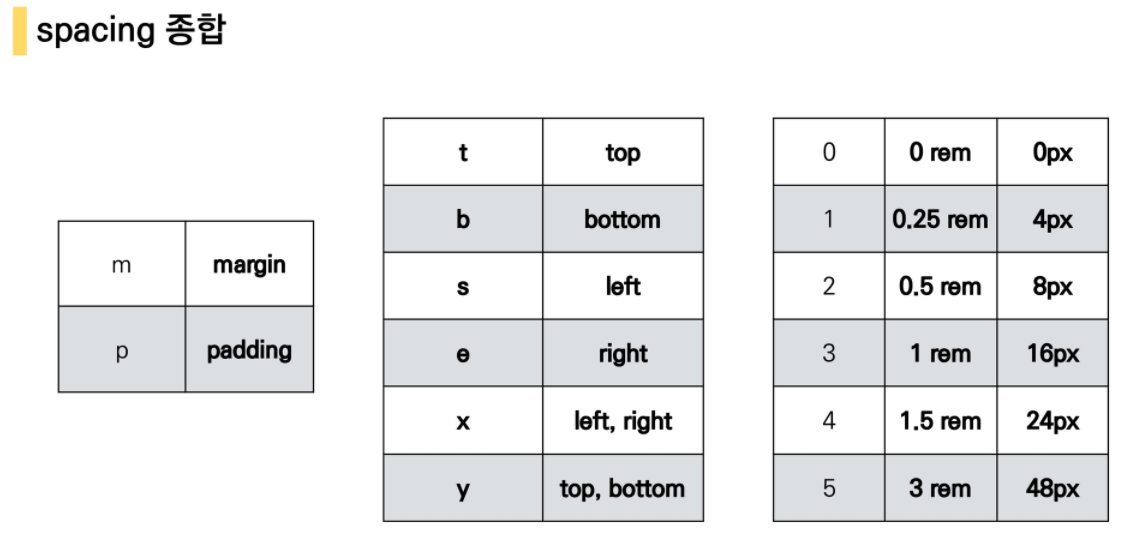 spacing 종합
m margin
p padding
t top
b bottom
s left
e right
x left, right
y top, bottom
0 0 rem 0px
1 0.25 rem 4px
2 0.5 rem 8px
3 1 rem 16px
4 1.5 rem 24px
5 3 rem 48px